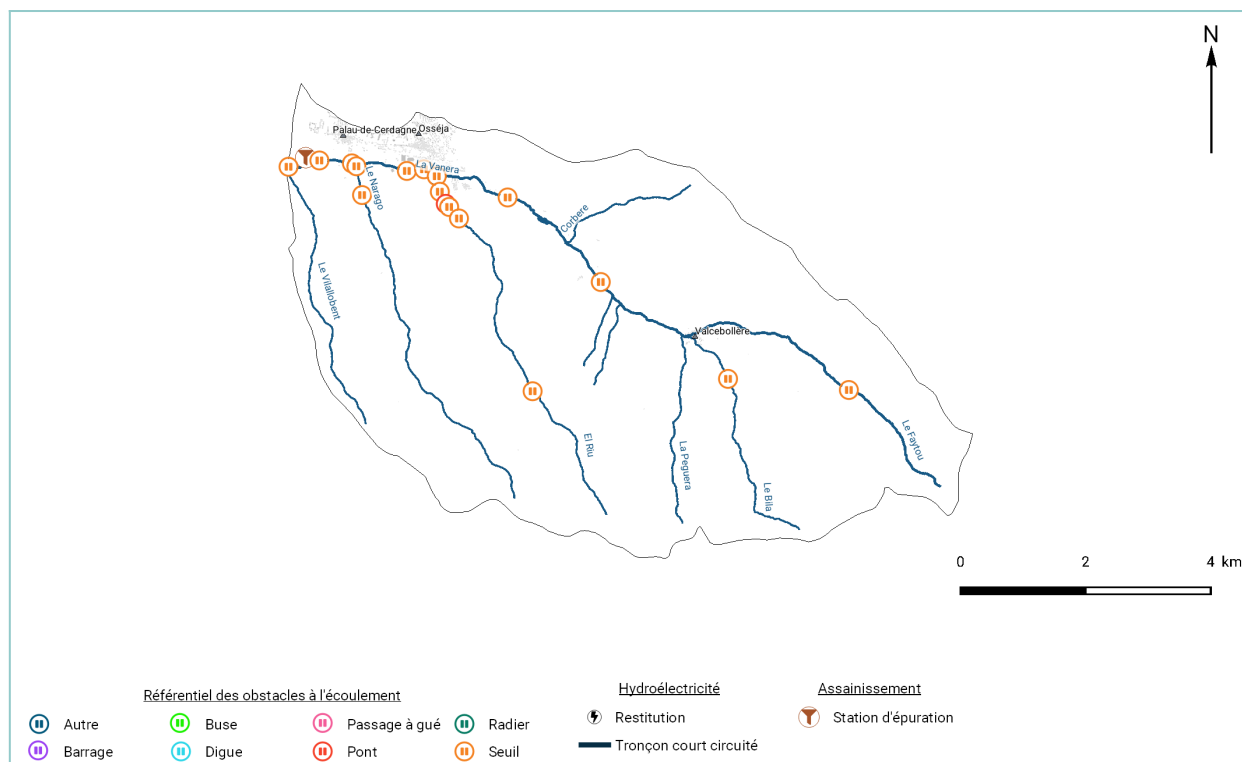 N
Palau-de-Cerdagne
Osséja
La Vanera
Le Narago
Corbere
Le Vilallobent
Valcebollère
El Riu
La Peguera
Le Bila
Le Faytou
0 2 4 km
Référentiel des obstacles à l'écoulement
Hydroélectricité
Assainissement
Autre
Buse
Passage à gué
Radier
Restitution
Station d'épuration
Barrage
Digue
Pont
Seuil
Tronçon court circuité